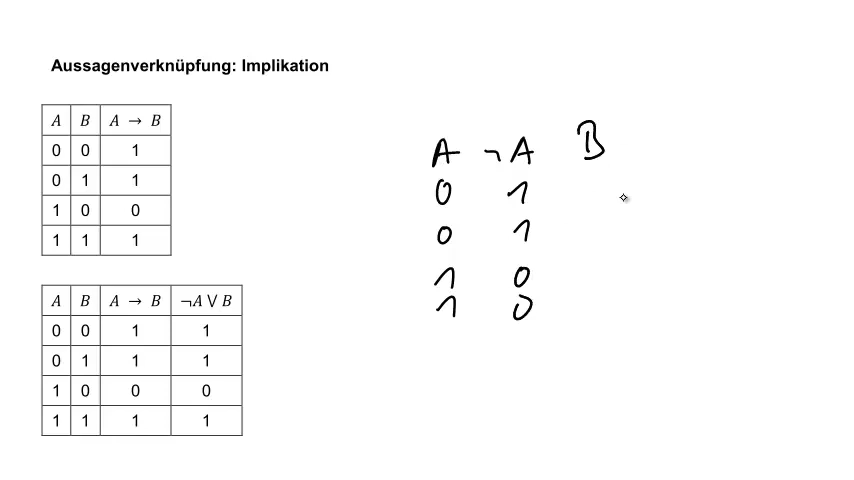 Aussagenverknüpfung: Implikation
A B A → B
0 0 1
0 1 1
1 0 0
1 1 1
A B A → B ¬A ∨ B
0 0 1 1
0 1 1 1
1 0 0 0
1 1 1 1
A ¬A B
0 1
0 1
1 0
1 0